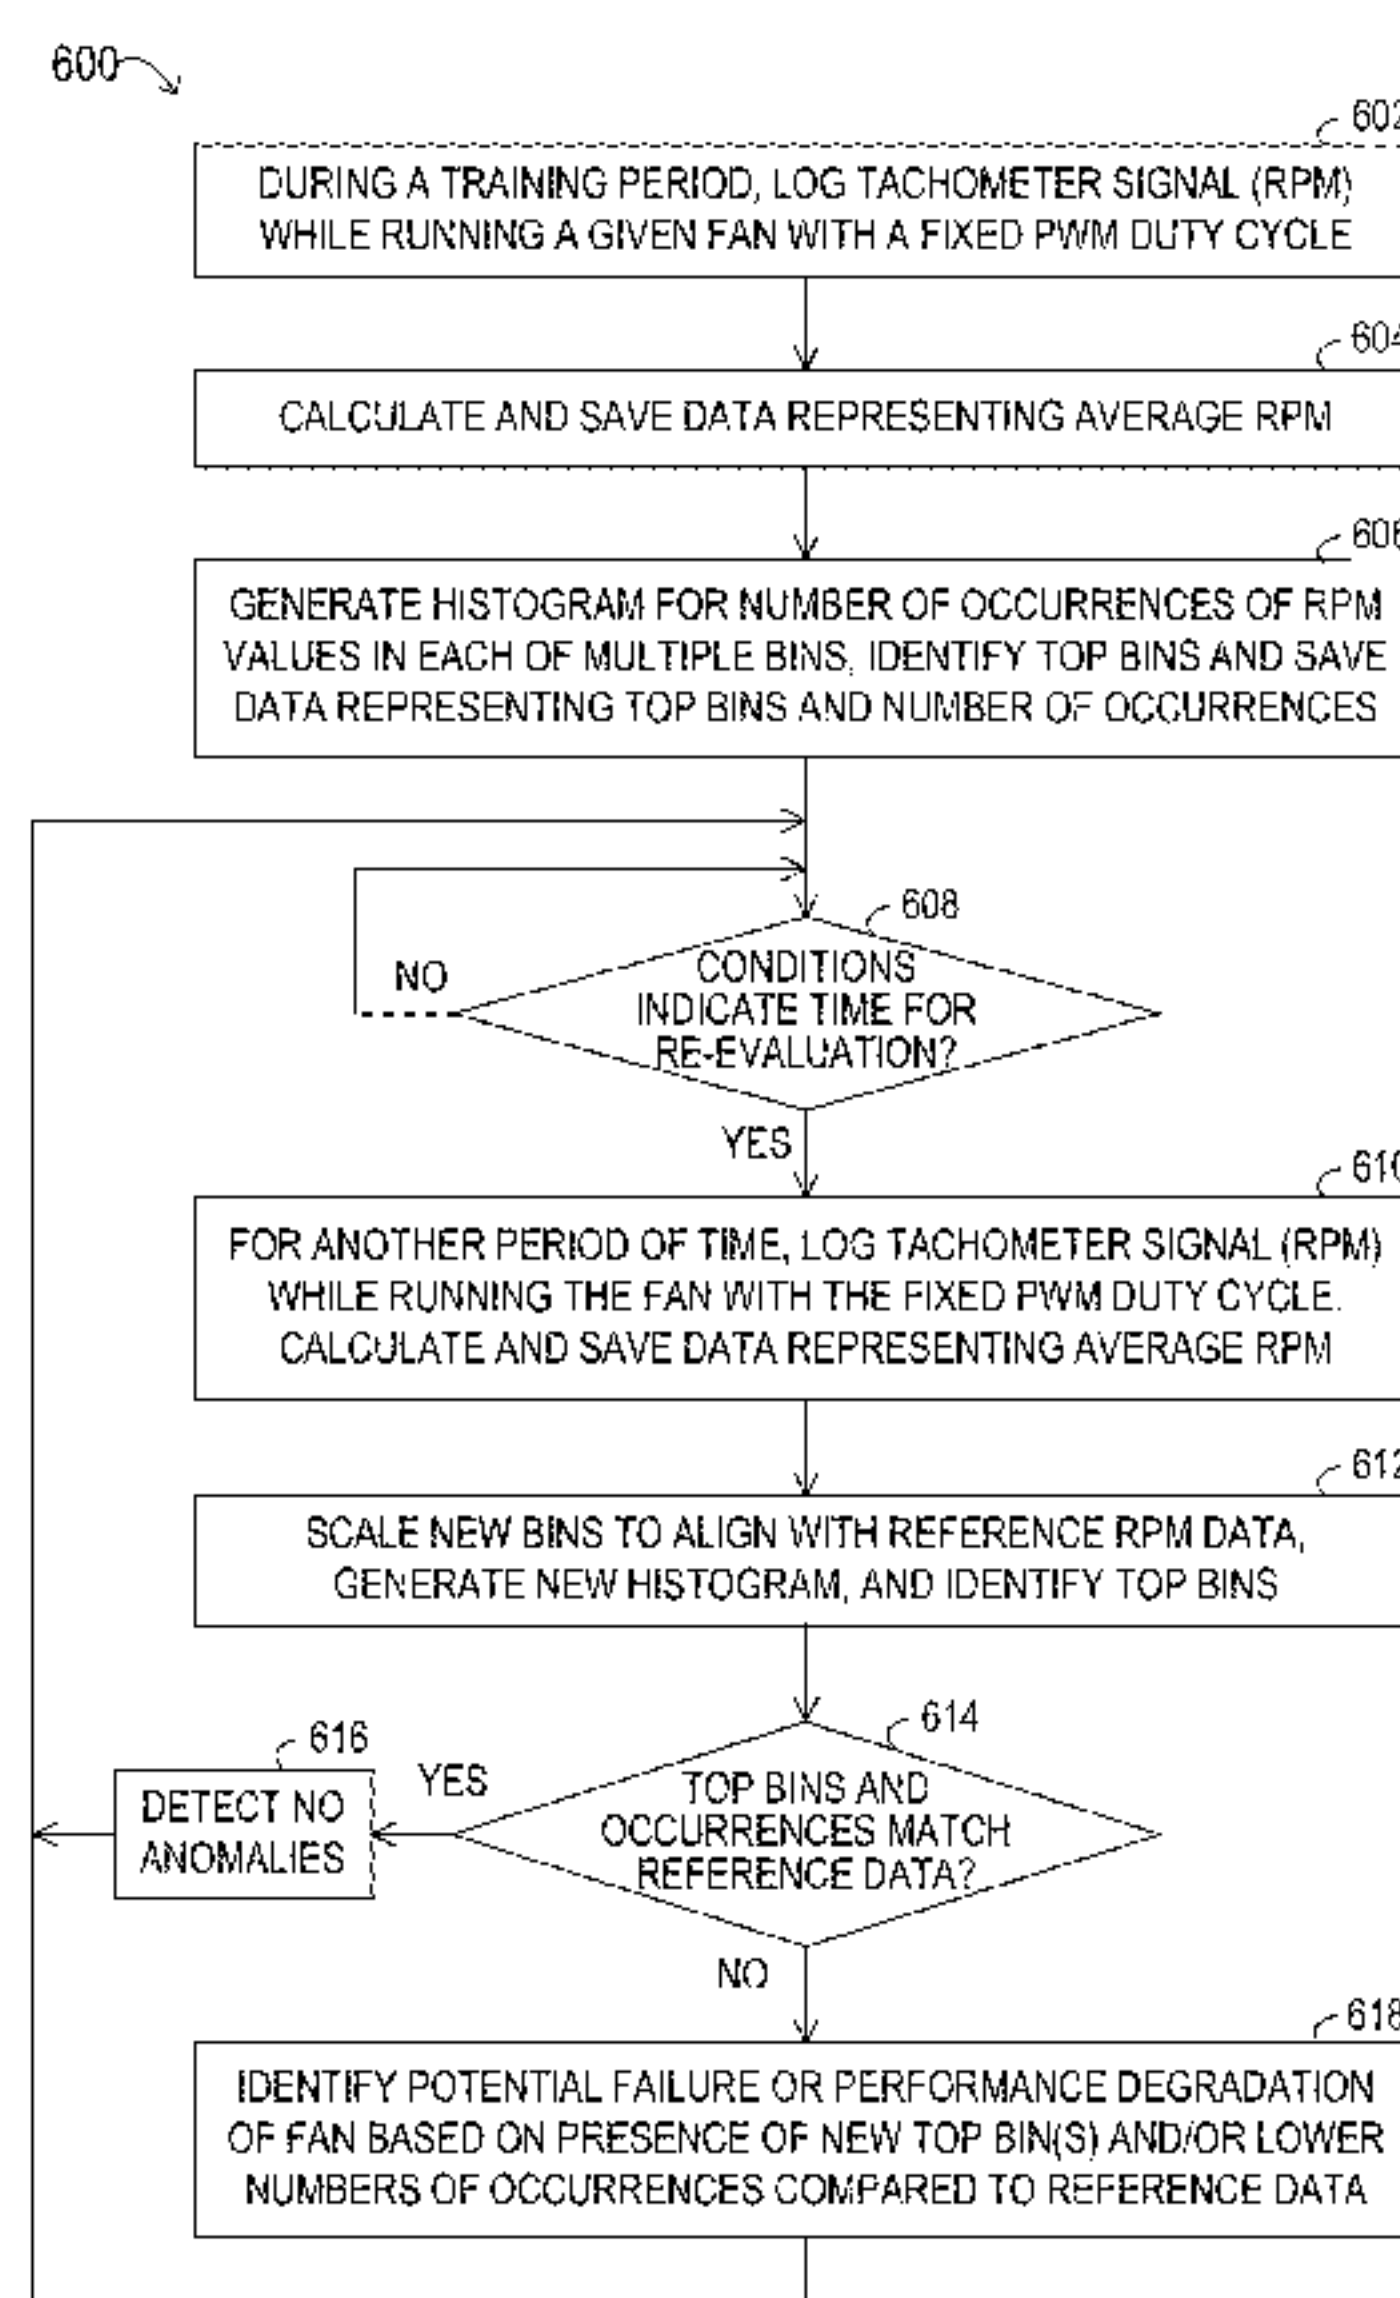 600
602
DURING A TRAINING PERIOD, LOG TACHOMETER SIGNAL (RPM)
WHILE RUNNING A GIVEN FAN WITH A FIXED PWM DUTY CYCLE
604
CALCULATE AND SAVE DATA REPRESENTING AVERAGE RPM
606
GENERATE HISTOGRAM FOR NUMBER OF OCCURRENCES OF RPM
VALUES IN EACH OF MULTIPLE BINS, IDENTIFY TOP BINS AND SAVE
DATA REPRESENTING TOP BINS AND NUMBER OF OCCURRENCES
608
NO
CONDITIONS
INDICATE TIME FOR
RE-EVALUATION?
YES
610
FOR ANOTHER PERIOD OF TIME, LOG TACHOMETER SIGNAL (RPM)
WHILE RUNNING THE FAN WITH THE FIXED PWM DUTY CYCLE.
CALCULATE AND SAVE DATA REPRESENTING AVERAGE RPM
612
SCALE NEW BINS TO ALIGN WITH REFERENCE RPM DATA,
GENERATE NEW HISTOGRAM, AND IDENTIFY TOP BINS
614
616
YES
DETECT NO
ANOMALIES
TOP BINS AND
OCCURRENCES MATCH
REFERENCE DATA?
NO
618
IDENTIFY POTENTIAL FAILURE OR PERFORMANCE DEGRADATION
OF FAN BASED ON PRESENCE OF NEW TOP BIN(S) AND/OR LOWER
NUMBERS OF OCCURRENCES COMPARED TO REFERENCE DATA